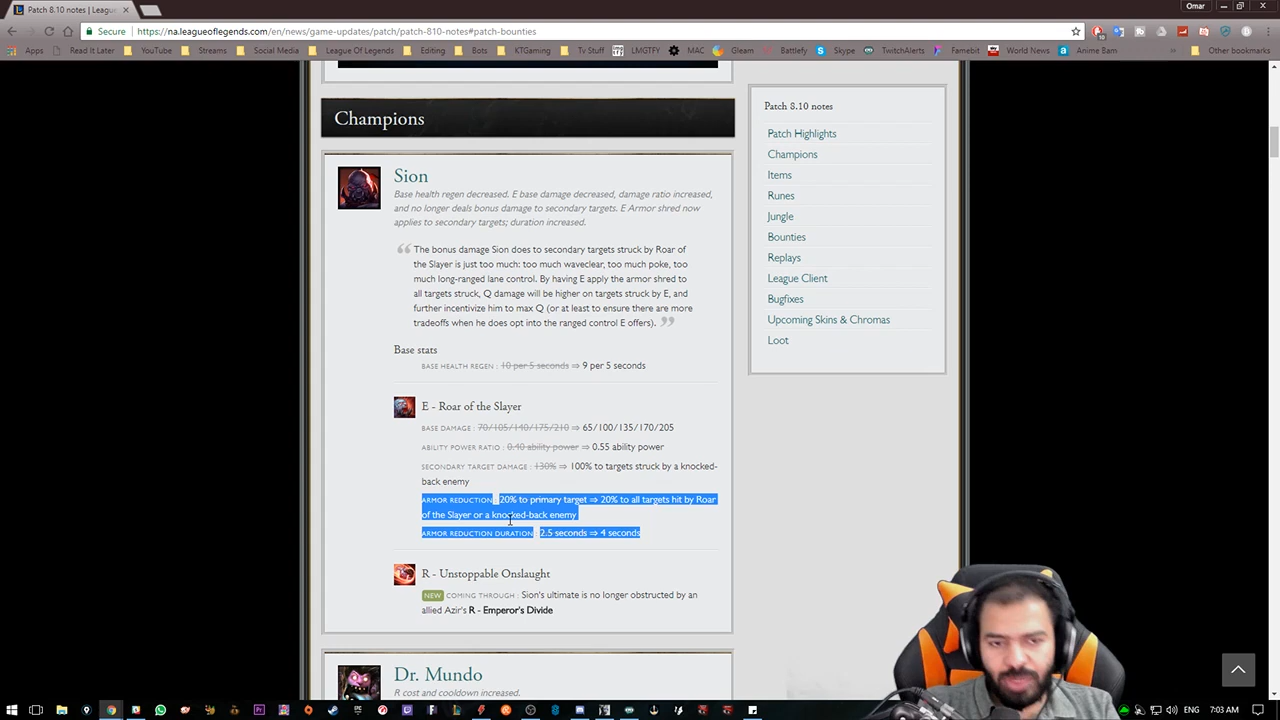 Patch 8.10 notes | Leagu
Omar
Secure
https://na.leagueoflegends.com/en/news/game-updates/patch/patch-810-notes#patch-bounties
Apps Read It Later YouTube Streams Social Media League Of Legends Editing Bots KTGaming Tv Stuff LMGTFY MAC Gleam Battlefy Skype TwitchAlerts Famebit World News Anime Bam » Other bookmarks
Champions
Sion
Base health regen decreased. E base damage decreased, damage ratio increased,
and no longer deals bonus damage to secondary targets. E Armor shred now
applies to secondary targets; duration increased.
The bonus damage Sion does to secondary targets struck by Roar of
the Slayer is just too much: too much waveclear, too much poke, too
much long-ranged lane control. By having E apply the armor shred to
all targets struck, Q damage will be higher on targets struck by E, and
further incentivize him to max Q (or at least to ensure there are more
tradeoffs when he does opt into the ranged control E offers).
Base stats
BASE HEALTH REGEN : 10 per 5 seconds ⇒ 9 per 5 seconds
E - Roar of the Slayer
BASE DAMAGE : 70/105/140/175/210 ⇒ 65/100/135/170/205
ABILITY POWER RATIO : 0.40 ability power ⇒ 0.55 ability power
SECONDARY TARGET DAMAGE : 130% ⇒ 100% to targets struck by a knocked-
back enemy
ARMOR REDUCTION : 20% to primary target ⇒ 20% to all targets hit by Roar
of the Slayer or a knocked-back enemy
ARMOR REDUCTION DURATION : 2.5 seconds ⇒ 4 seconds
R - Unstoppable Onslaught
NEW COMING THROUGH : Sion's ultimate is no longer obstructed by an
allied Azir's R - Emperor's Divide
Dr. Mundo
R cost and cooldown increased.
Patch 8.10 notes
Patch Highlights
Champions
Items
Runes
Jungle
Bounties
Replays
League Client
Bugfixes
Upcoming Skins & Chromas
Loot
ENG 7:03 AM